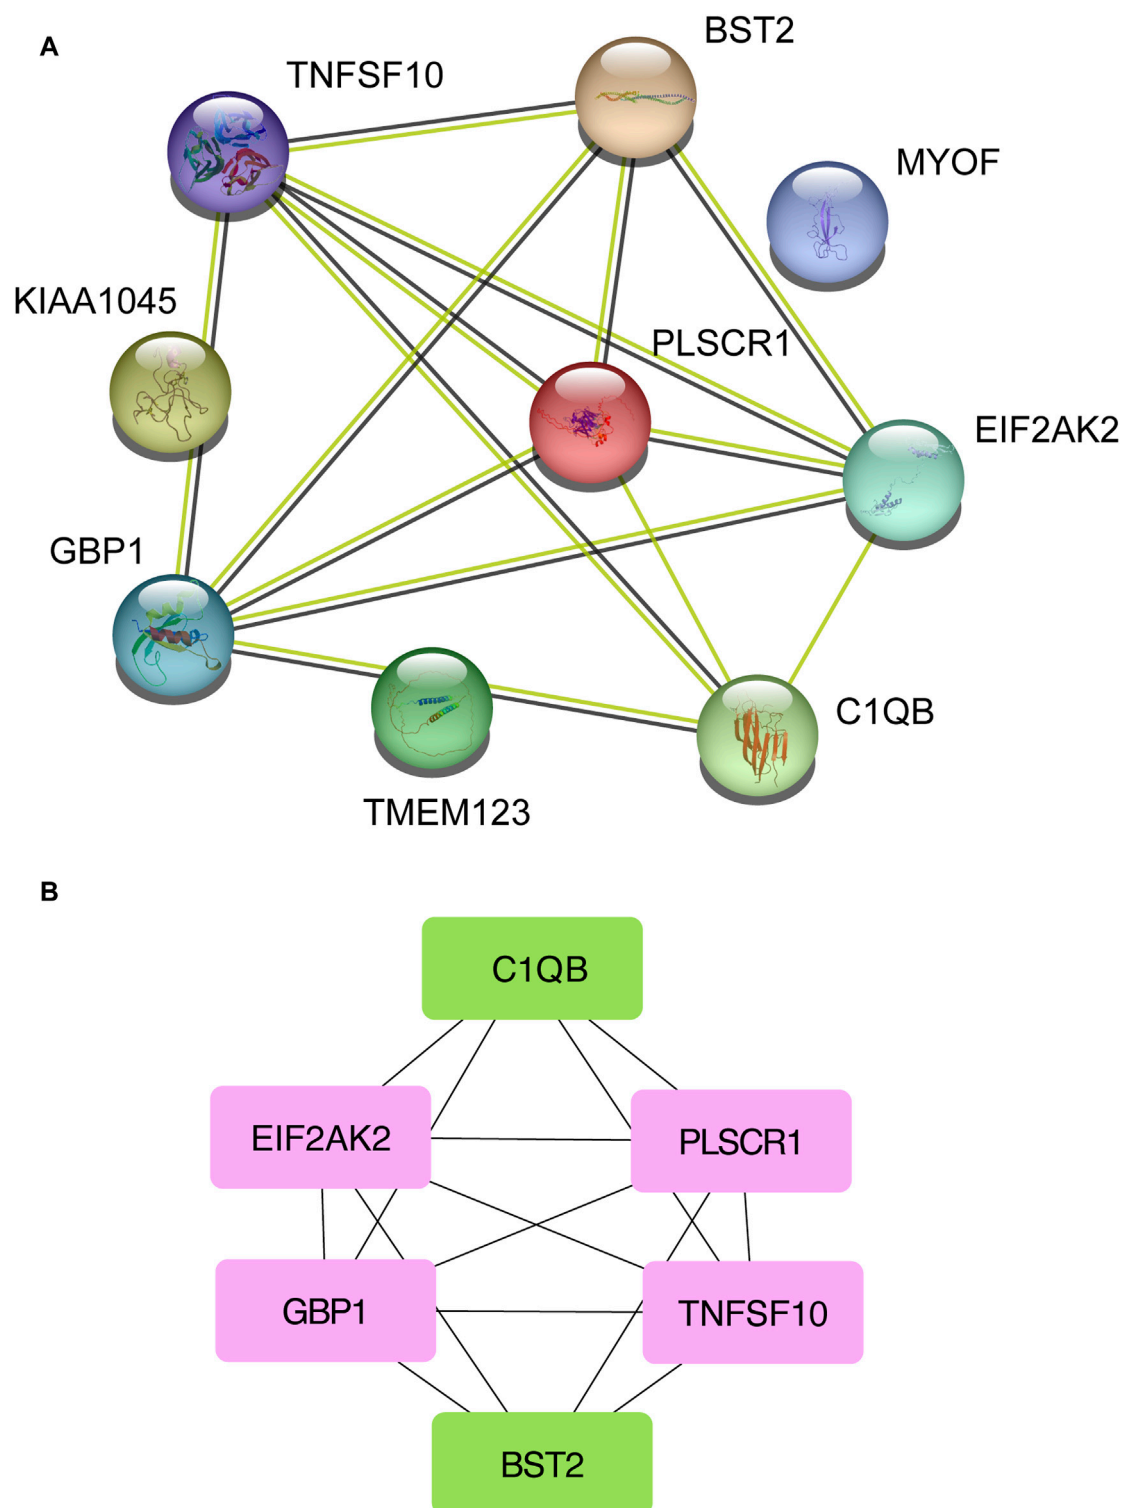 A
BST2
TNFSF10
MYOF
KIAA1045
PLSCR1
EIF2AK2
GBP1
C1QB
TMEM123
B
C1QB
EIF2AK2
PLSCR1
GBP1
TNFSF10
BST2